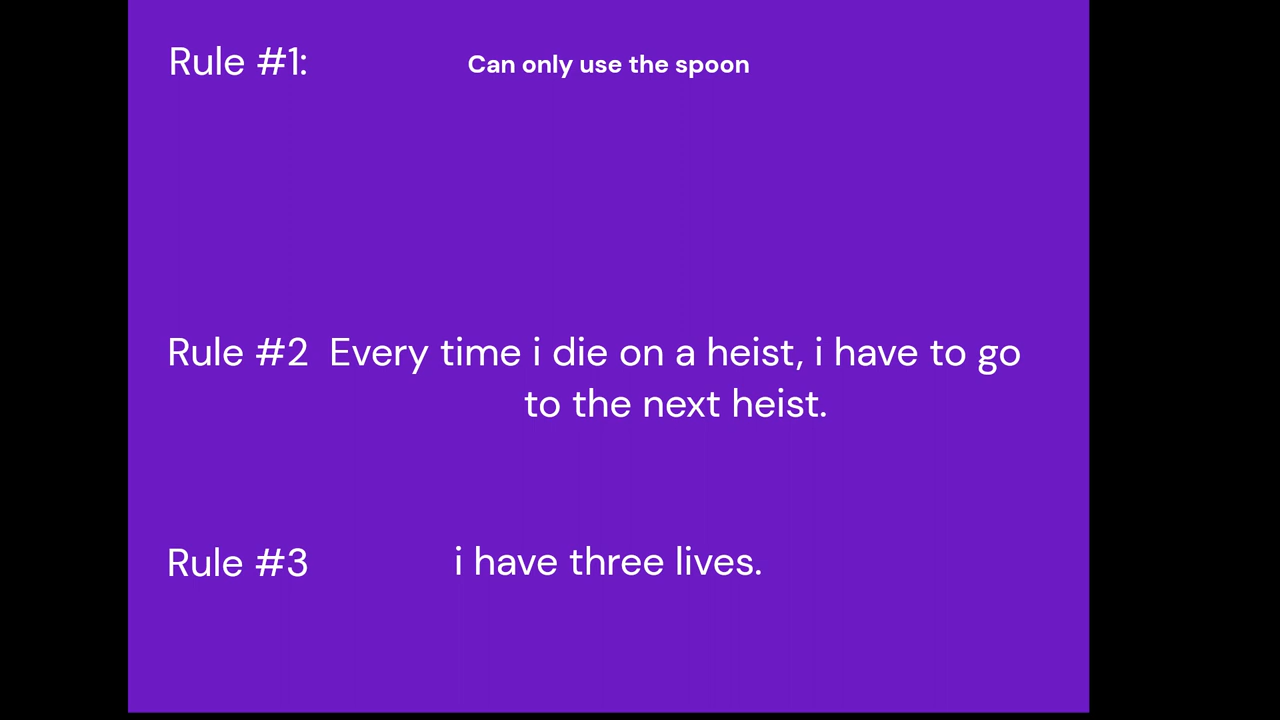 Rule #1: Can only use the spoon
Rule #2 Every time i die on a heist, i have to go
to the next heist.
Rule #3 i have three lives.